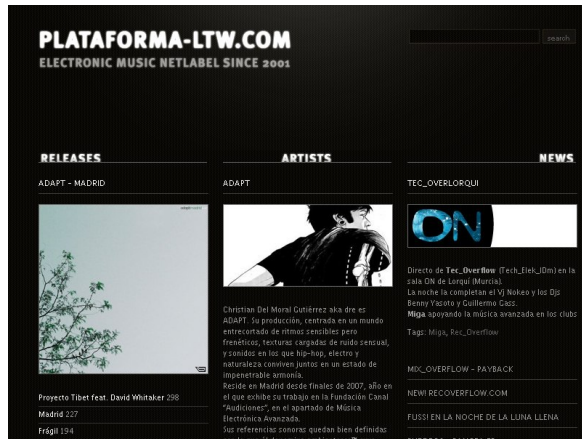 PLATAFORMA-LTW.COM
ELECTRONIC MUSIC NETLABEL SINCE 2001
search
RELEASES
ADAPT - MADRID
Proyecto Tibet feat. David Whitaker 298
Madrid 227
Frágil 194
ARTISTS
ADAPT
Christian Del Moral Gutiérrez aka dre es
ADAPT. Su producción, centrada en un mundo
entrecortado de ritmos sensibles pero
frenéticos, texturas cargadas de ruido sensual,
y sonidos en los que hip-hop, electro y
naturaleza conviven juntos en un estado de
impenetrable armonía.
Reside en Madrid desde finales de 2007, año en
el que exhibe su trabajo en la Fundación Canal
"Audiciones", en el apartado de Música
Electrónica Avanzada.
Sus referencias sonoras quedan bien definidas
NEWS
TEC_OVERLORQUI
ON
Directo de Tec_Overflow (Tech_Elek_IDm) en la
sala ON de Lorquí (Murcia).
La noche la completan el Vj Nokeo y los Djs
Benny Yasoto y Guillermo Gass.
Miga apoyando la música avanzada en los clubs
Tags: Miga, Rec_Overflow
MIX_OVERFLOW - PAYBACK
NEW! RECOVERFLOW.COM
FUSS! EN LA NOCHE DE LA LUNA LLENA